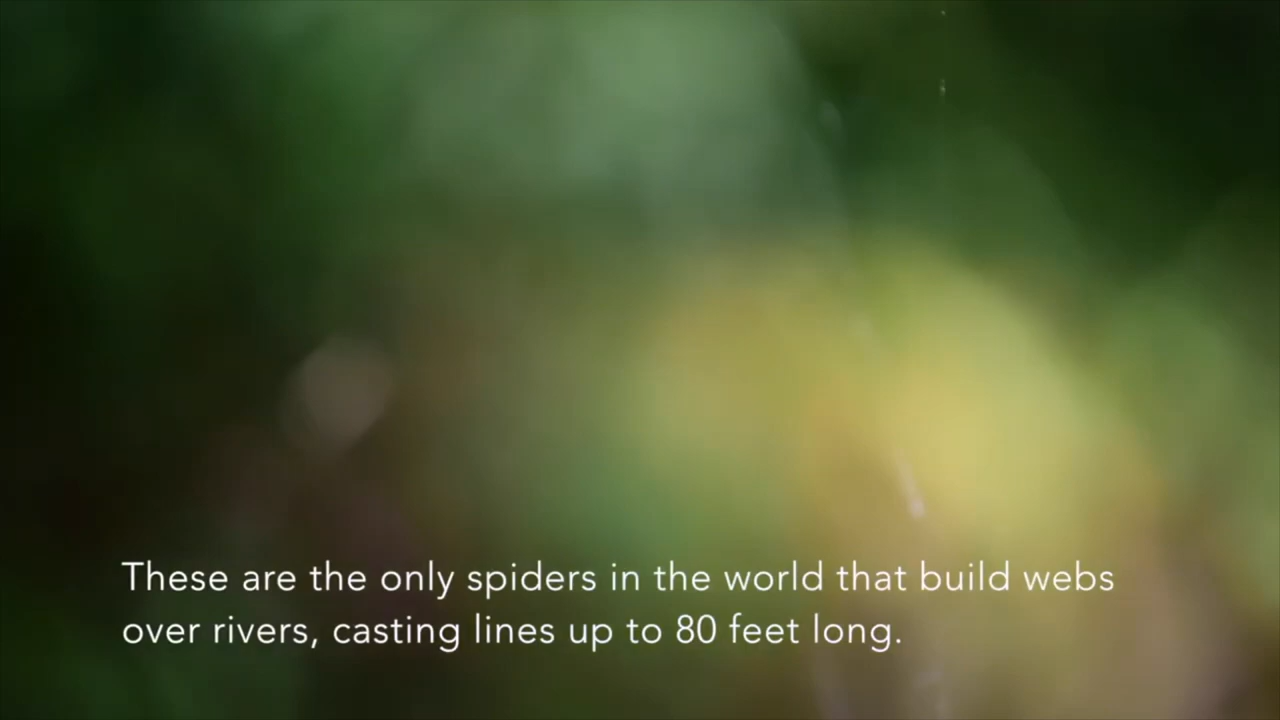 These are the only spiders in the world that build webs
over rivers, casting lines up to 80 feet long.